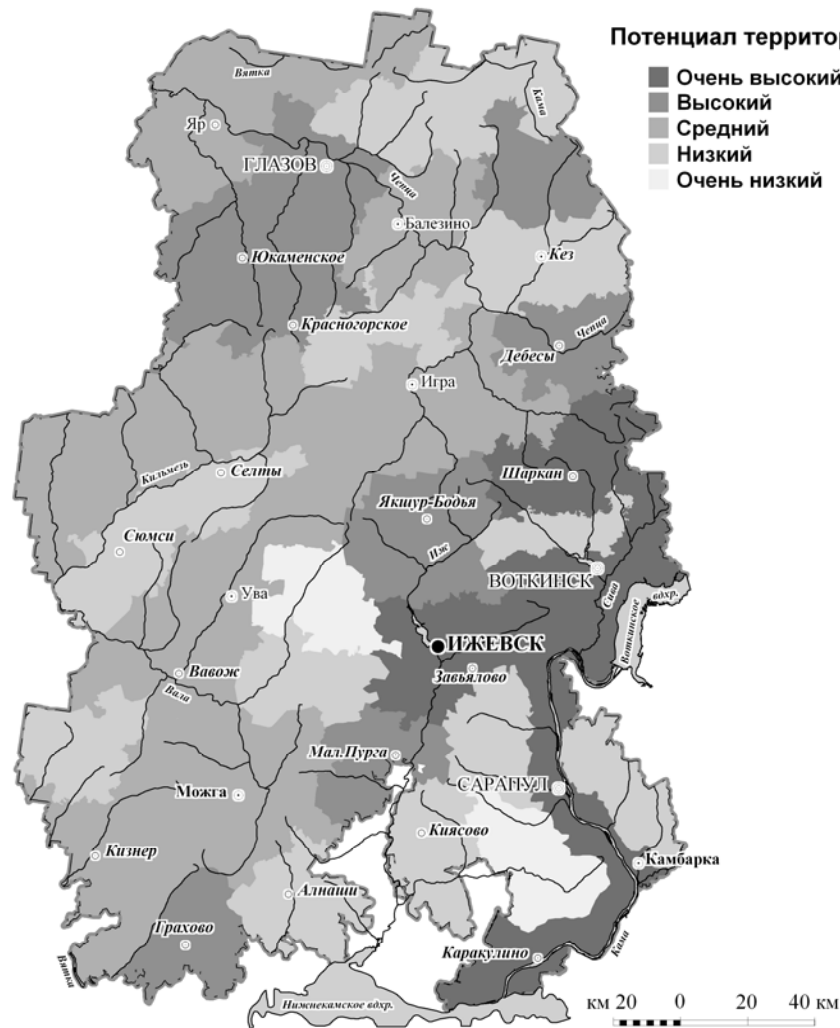 Потенциал территор
Очень высокий
Высокий
Средний
Низкий
Очень низкий
Вятка
Кама
Яр
ГЛАЗОВ
Чепца
Балезино
Юкаменское
Кез
Красногорское
Чепца
Дебесы
Игра
Кильмезь
Селты
Шаркан
Якшур-Бодья
Сюмси
Иж
ВОТКИНСК
Ува
Сива
Воткинское
вдхр.
ИЖЕВСК
Завьялово
Вавож
Вала
Мал.Пурга
Можга
САРАПУЛ
Киясово
Кизнер
Камбарка
Алнаши
Грахово
Вятка
Каракулино
Кама
Нижнекамское вдхр.
км 20 0 40 км